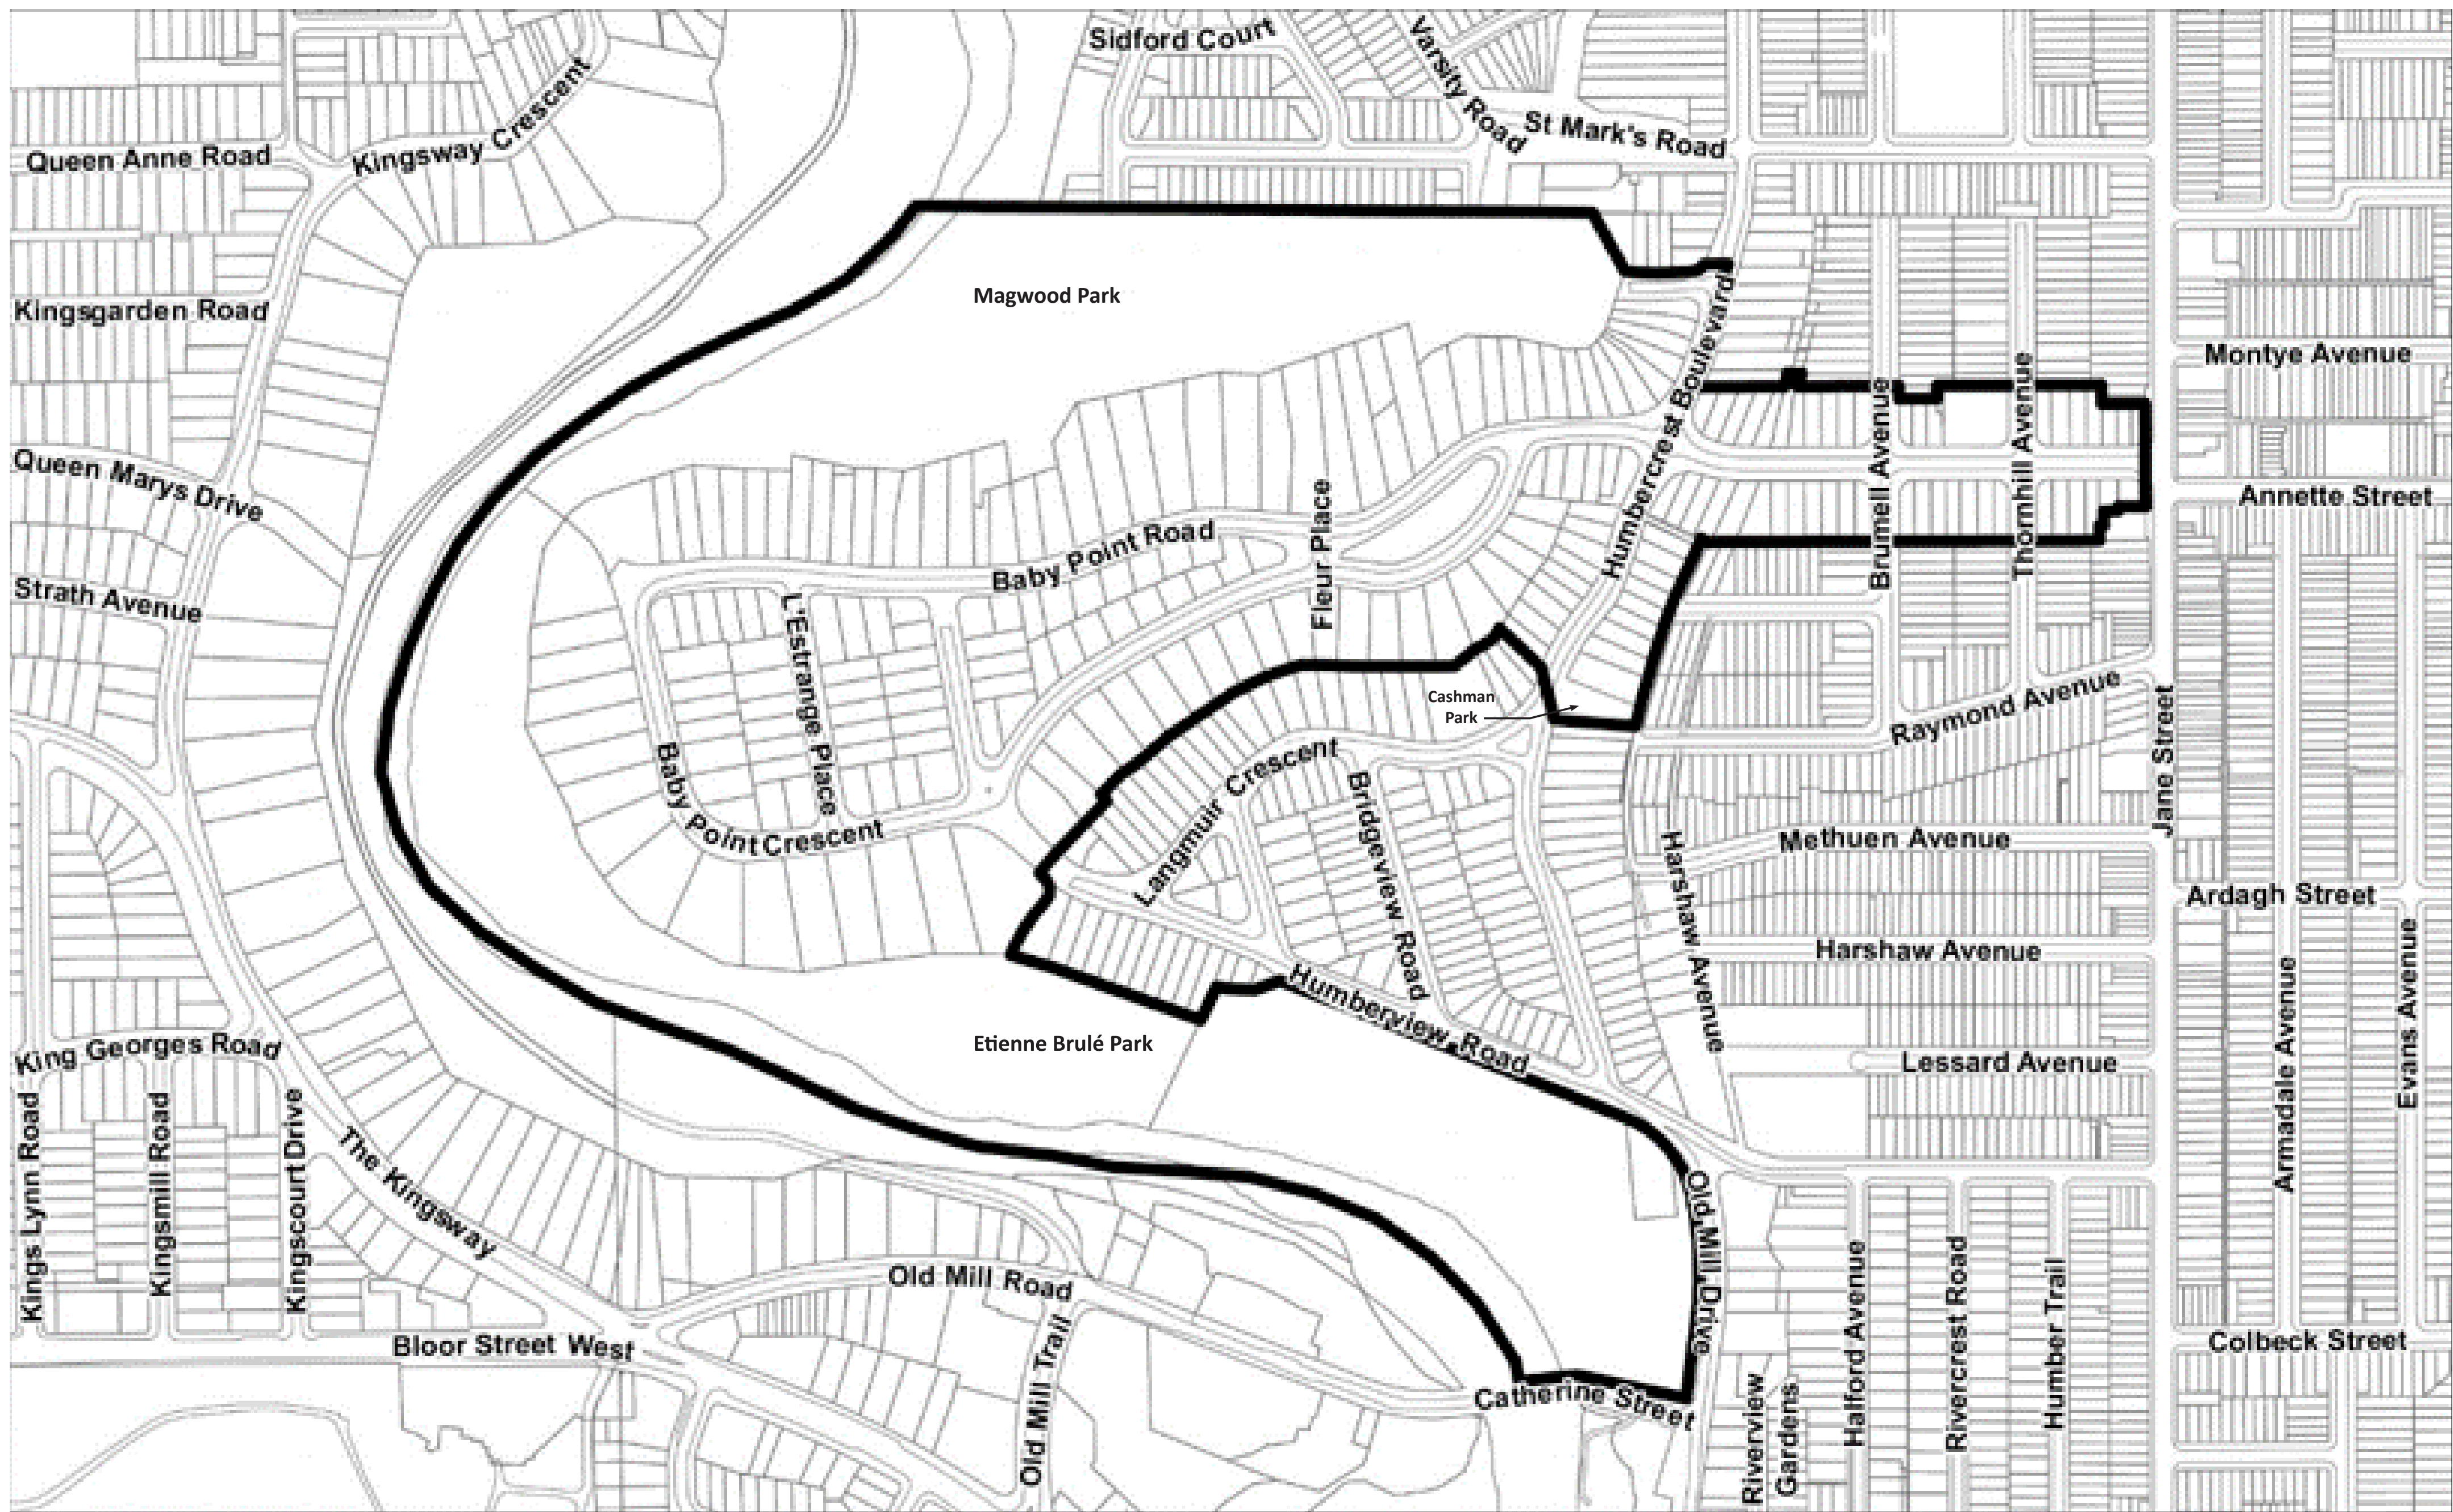 Sidford Court
Varsity Road
St Mark's Road
Queen Anne Road
Kingsway Crescent
Magwood Park
Kingsgarden Road
Humbercrest Boulevard
Montye Avenue
Queen Marys Drive
Brumell Avenue
Thornhill Avenue
Annette Street
Baby Point Road
Fleur Place
Humbercrest Boulevard
Strath Avenue
L'Estrange Place
Cashman
Park
Raymond Avenue
Jane Street
Baby Point Crescent
Langmuir Crescent
Bridgeview Road
Methuen Avenue
Harshaw Avenue
Ardagh Street
Harshaw Avenue
Humberview Road
Etienne Brulé Park
King Georges Road
Lessard Avenue
Armadale Avenue
Evans Avenue
Kings Lynn Road
Kingsmill Road
Kingscourt Drive
The Kingsway
Old Mill Drive
Old Mill Road
Bloor Street West
Old Mill Trail
Catherine Street
Riverview
Gardens
Halford Avenue
Rivercrest Road
Humber Trail
Colbeck Street